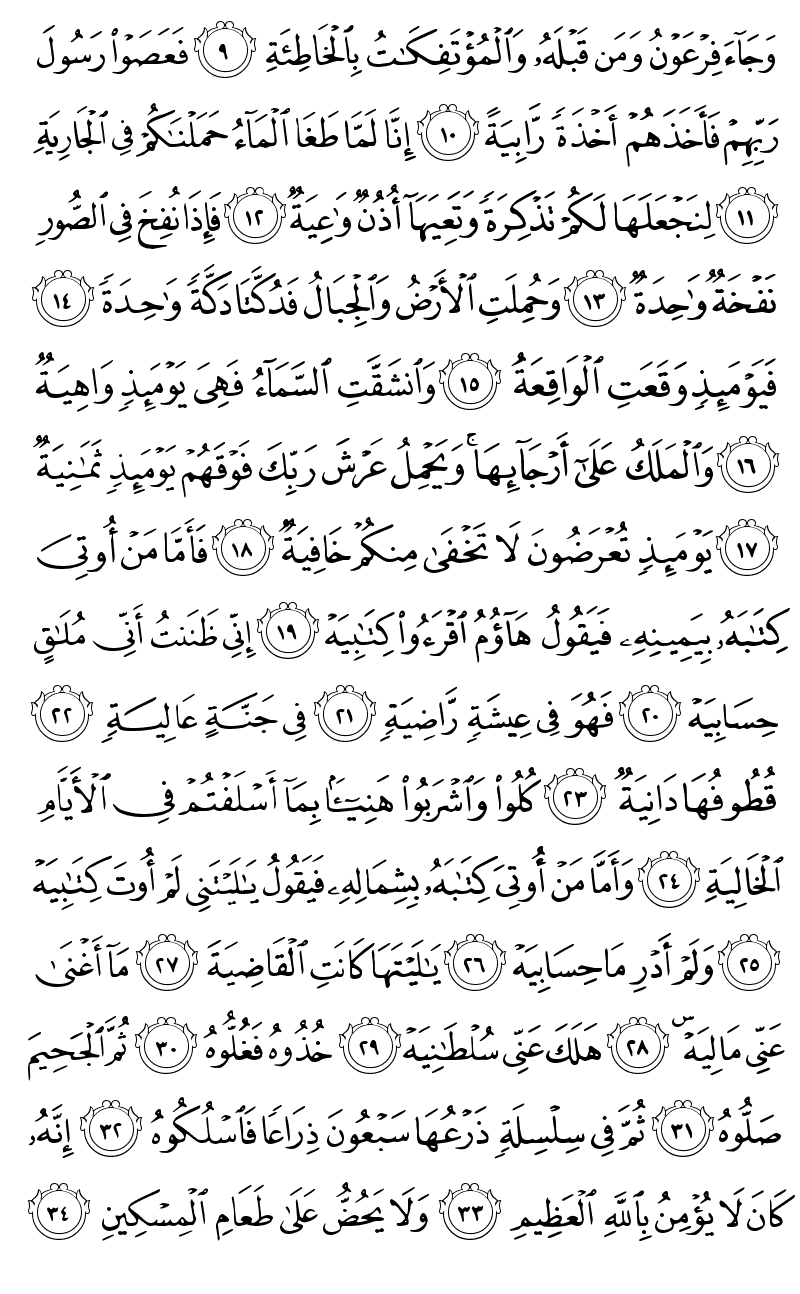 وَجَآءَ فِرْعَوْنُ وَمَن قَبْلَهُۥ وَٱلْمُؤْتَفِكَٰتُ بِٱلْخَاطِئَةِ ٩ فَعَصَوْا۟ رَسُولَ
رَبِّهِمْ فَأَخَذَهُمْ أَخْذَةً رَّابِيَةً ١٠ إِنَّا لَمَّا طَغَا ٱلْمَآءُ حَمَلْنَٰكُمْ فِى ٱلْجَارِيَةِ
١١ لِنَجْعَلَهَا لَكُمْ تَذْكِرَةً وَتَعِيَهَآ أُذُنٌ وَٰعِيَةٌ ١٢ فَإِذَا نُفِخَ فِى ٱلصُّورِ
نَفْخَةٌ وَٰحِدَةٌ ١٣ وَحُمِلَتِ ٱلْأَرْضُ وَٱلْجِبَالُ فَدُكَّتَا دَكَّةً وَٰحِدَةً ١٤
فَيَوْمَئِذٍ وَقَعَتِ ٱلْوَاقِعَةُ ١٥ وَٱنشَقَّتِ ٱلسَّمَآءُ فَهِىَ يَوْمَئِذٍ وَاهِيَةٌ
١٦ وَٱلْمَلَكُ عَلَىٰٓ أَرْجَآئِهَا ۚ وَيَحْمِلُ عَرْشَ رَبِّكَ فَوْقَهُمْ يَوْمَئِذٍ ثَمَٰنِيَةٌ
١٧ يَوْمَئِذٍ تُعْرَضُونَ لَا تَخْفَىٰ مِنكُمْ خَافِيَةٌ ١٨ فَأَمَّا مَنْ أُوتِىَ
كِتَٰبَهُۥ بِيَمِينِهِۦ فَيَقُولُ هَآؤُمُ ٱقْرَءُوا۟ كِتَٰبِيَهْ ١٩ إِنِّى ظَنَنتُ أَنِّى مُلَٰقٍ
حِسَابِيَهْ ٢٠ فَهُوَ فِى عِيشَةٍ رَّاضِيَةٍ ٢١ فِى جَنَّةٍ عَالِيَةٍ ٢٢
قُطُوفُهَا دَانِيَةٌ ٢٣ كُلُوا۟ وَٱشْرَبُوا۟ هَنِيٓـًٔۢا بِمَآ أَسْلَفْتُمْ فِى ٱلْأَيَّامِ
ٱلْخَالِيَةِ ٢٤ وَأَمَّا مَنْ أُوتِىَ كِتَٰبَهُۥ بِشِمَالِهِۦ فَيَقُولُ يَٰلَيْتَنِى لَمْ أُوتَ كِتَٰبِيَهْ
٢٥ وَلَمْ أَدْرِ مَا حِسَابِيَهْ ٢٦ يَٰلَيْتَهَا كَانَتِ ٱلْقَاضِيَةَ ٢٧ مَآ أَغْنَىٰ
عَنِّى مَالِيَهْ ۜ ٢٨ هَلَكَ عَنِّى سُلْطَٰنِيَهْ ٢٩ خُذُوهُ فَغُلُّوهُ ٣٠ ثُمَّ ٱلْجَحِيمَ
صَلُّوهُ ٣١ ثُمَّ فِى سِلْسِلَةٍ ذَرْعُهَا سَبْعُونَ ذِرَاعًا فَٱسْلُكُوهُ ٣٢ إِنَّهُۥ
كَانَ لَا يُؤْمِنُ بِٱللَّهِ ٱلْعَظِيمِ ٣٣ وَلَا يَحُضُّ عَلَىٰ طَعَامِ ٱلْمِسْكِينِ ٣٤